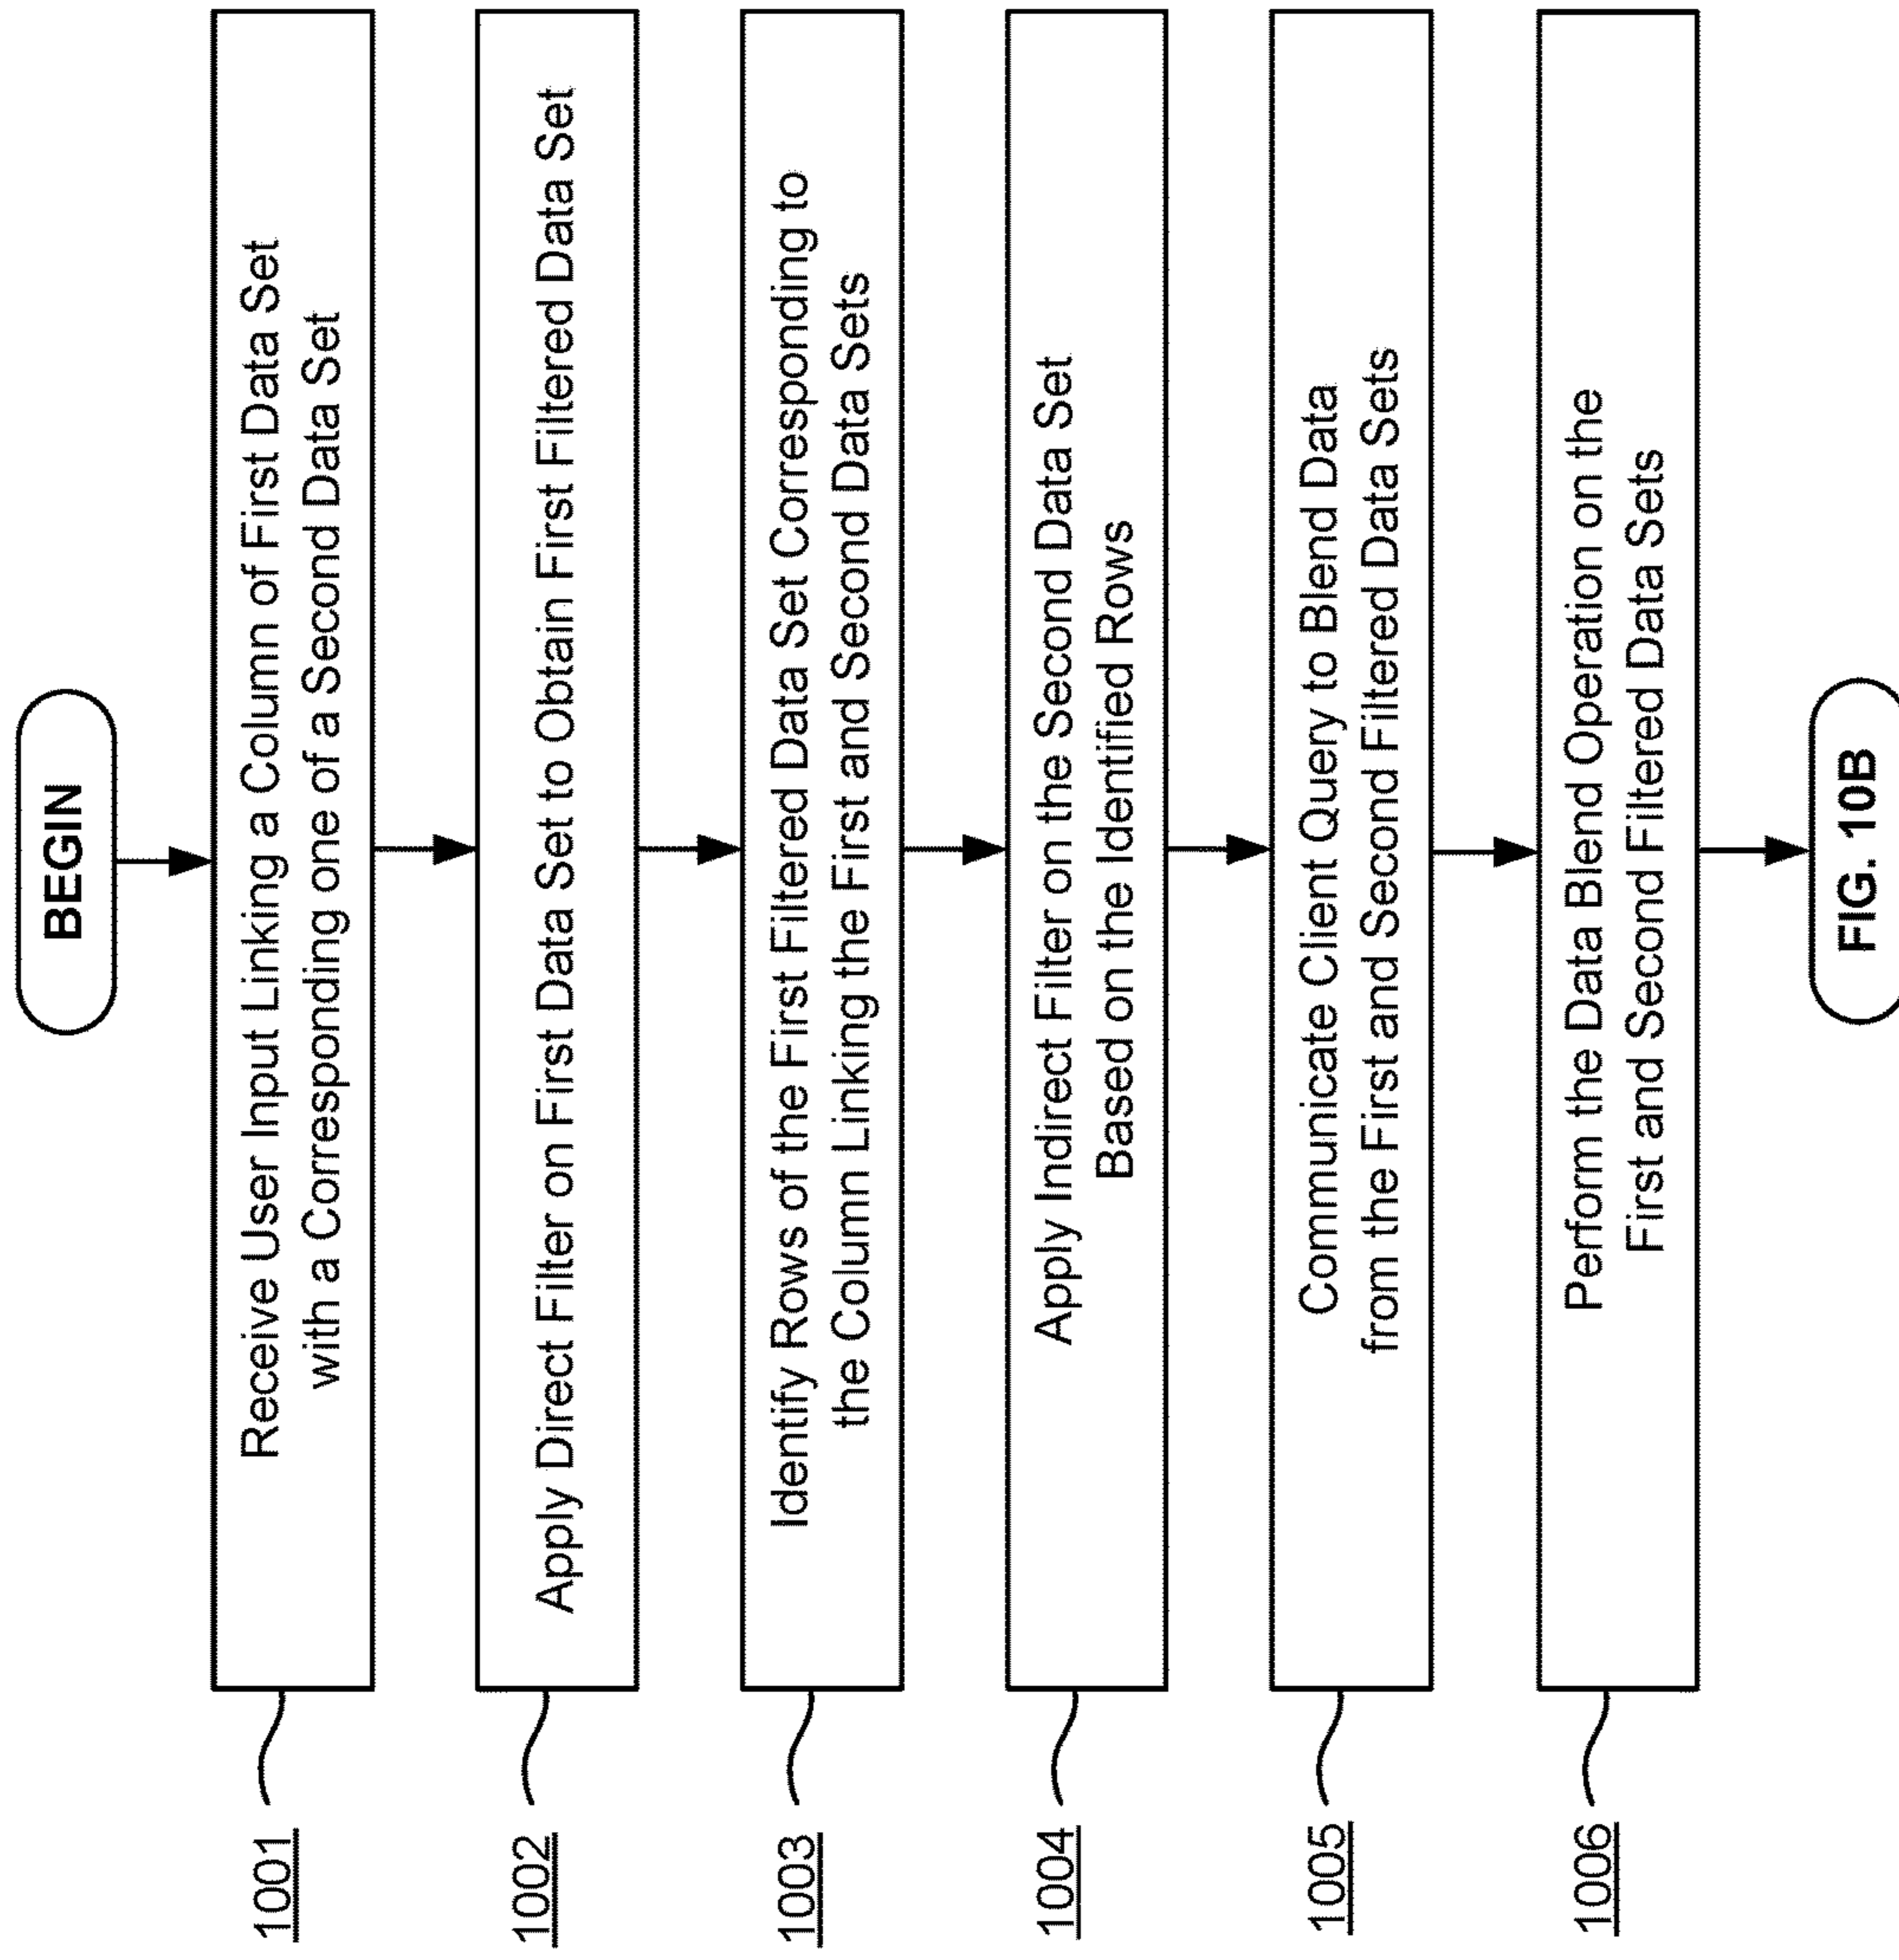 BEGIN
1001
Receive User Input Linking a Column of First Data Set
with a Corresponding one of a Second Data Set
1002
Apply Direct Filter on First Data Set to Obtain First Filtered Data Set
1003
Identify Rows of the First Filtered Data Set Corresponding to
the Column Linking the First and Second Data Sets
1004
Apply Indirect Filter on the Second Data Set
Based on the Identified Rows
1005
Communicate Client Query to Blend Data
from the First and Second Filtered Data Sets
1006
Perform the Data Blend Operation on the
First and Second Filtered Data Sets
FIG. 10B